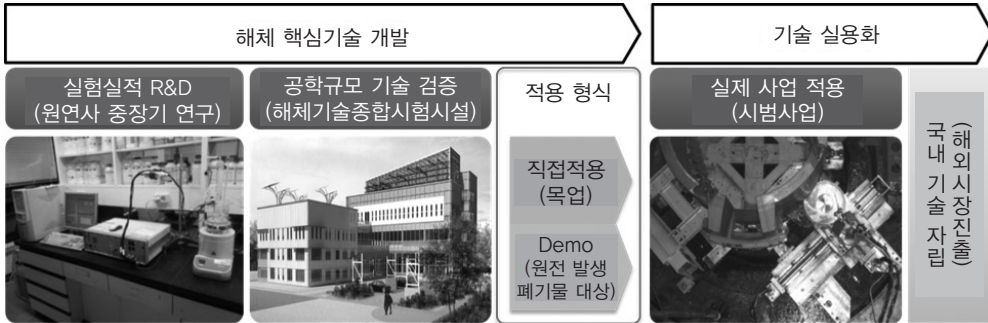 해체 핵심기술 개발
기술 실용화
실험실적 R&D
(원연사 중장기 연구)
공학규모 기술 검증
(해체기술종합시험시설)
적용 형식
직접적용
(목업)
Demo
(원전 발생
폐기물 대상)
실제 사업 적용
(시범사업)
국내 기술 자립
(해외시장진출)